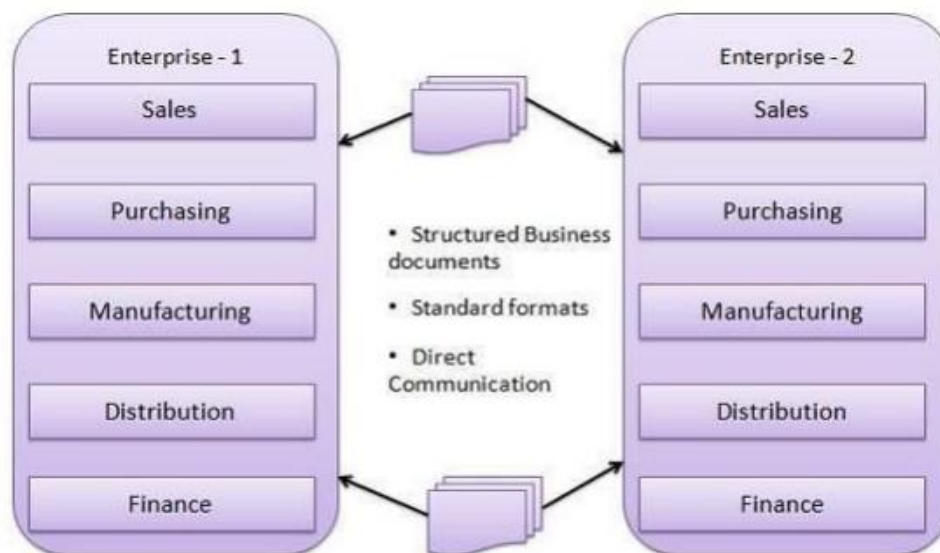 Enterprise - 1
Sales
Purchasing
Manufacturing
Distribution
Finance
• Structured Business
documents
• Standard formats
• Direct
Communication
Enterprise - 2
Sales
Purchasing
Manufacturing
Distribution
Finance